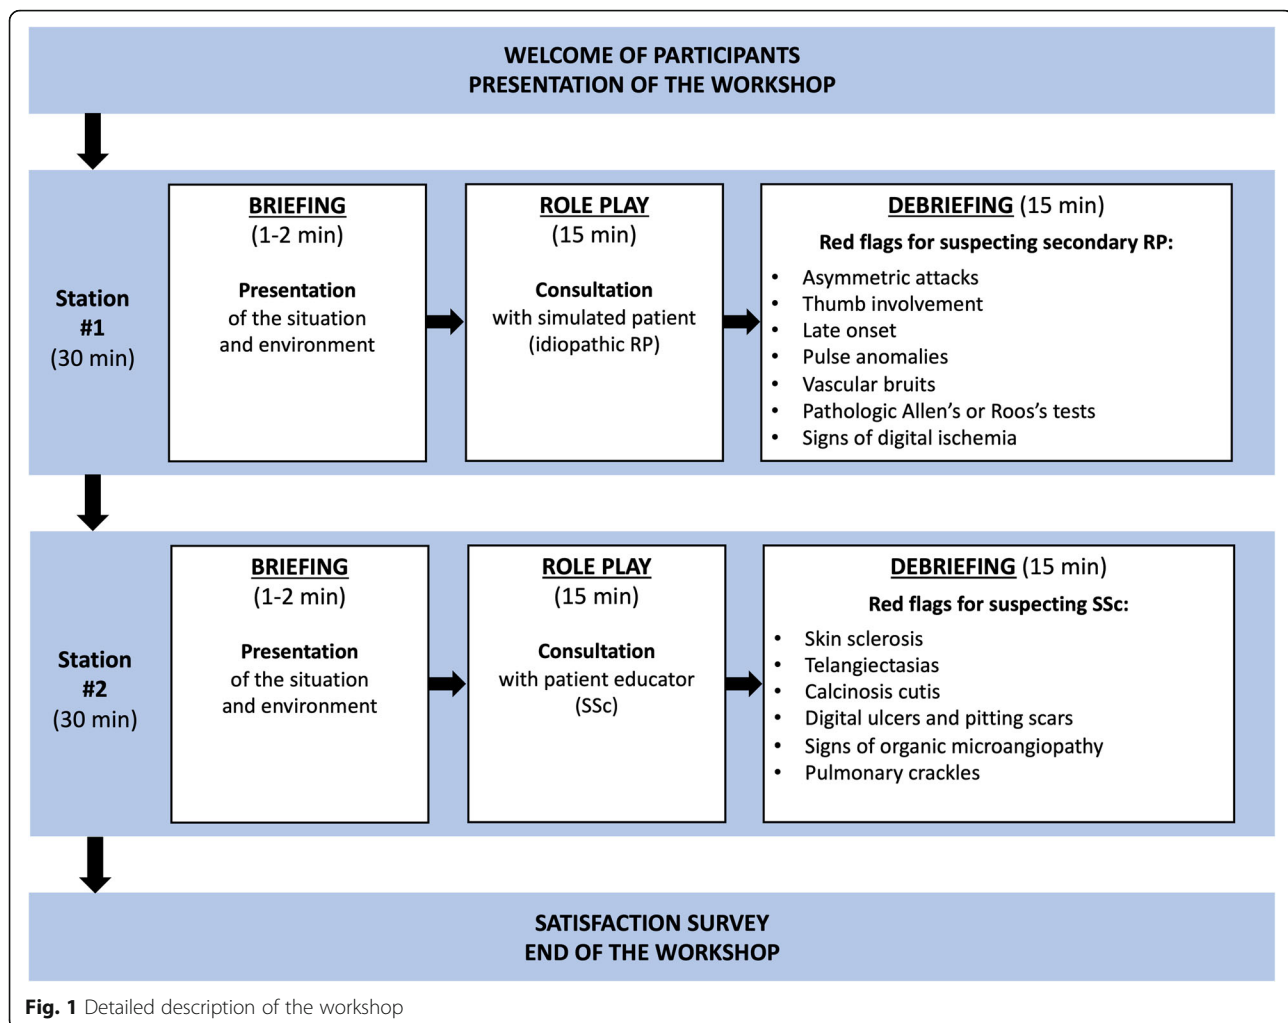 WELCOME OF PARTICIPANTS
PRESENTATION OF THE WORKSHOP
Station
#1
(30 min)
BRIEFING
(1-2 min)
Presentation
of the situation
and environment
ROLE PLAY
(15 min)
Consultation
with simulated patient
(idiopathic RP)
DEBRIEFING (15 min)
Red flags for suspecting secondary RP:
• Asymmetric attacks
• Thumb involvement
• Late onset
• Pulse anomalies
• Vascular bruits
• Pathologic Allen's or Roos's tests
• Signs of digital ischemia
Station
#2
(30 min)
BRIEFING
(1-2 min)
Presentation
of the situation
and environment
ROLE PLAY
(15 min)
Consultation
with patient educator
(SSc)
DEBRIEFING (15 min)
Red flags for suspecting SSc:
• Skin sclerosis
• Telangiectasias
• Calcinosis cutis
• Digital ulcers and pitting scars
• Signs of organic microangiopathy
• Pulmonary crackles
SATISFACTION SURVEY
END OF THE WORKSHOP
Fig. 1 Detailed description of the workshop